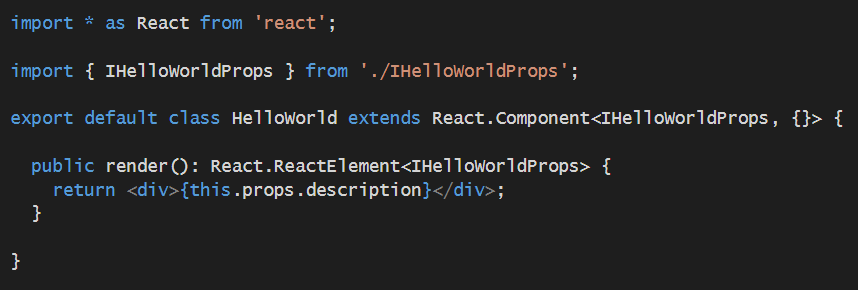 import * as React from 'react';
import { IHelloWorldProps } from './IHelloWorldProps';
export default class HelloWorld extends React.Component<IHelloWorldProps, {}> {
public render(): React.ReactElement<IHelloWorldProps> {
return <div>{this.props.description}</div>;
}
}